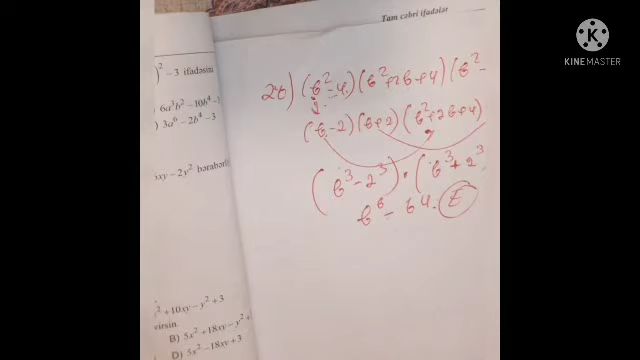 Tam cəbri ifadələr
)² – 3 ifadəsini
6a³b² – 10b⁴ –
) 3a⁶ – 2b⁴ – 3
xy – 2y² bərabərl
² + 10xy – y² + 3
virsin.
B) 5x² + 18xy – y² +
D) 5x² – 18xy + 3
26) (b² – 4)(b² + 2b + 4)(b² –
(b – 2)(b + 2)(b² + 2b + 4)
(b³ – 2³) · (b³ + 2³
b⁶ – 64. E
KINEMASTER